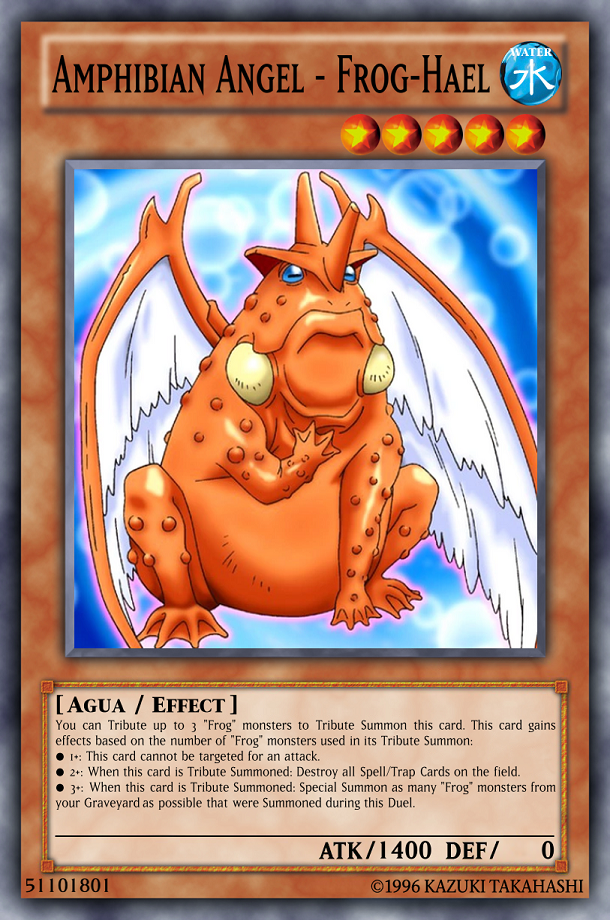 Amphibian Angel - Frog-Hael
WATER
水
[ Agua / Effect ]
You can Tribute up to 3 "Frog" monsters to Tribute Summon this card. This card gains
effects based on the number of "Frog" monsters used in its Tribute Summon:
● 1+: This card cannot be targeted for an attack.
● 2+: When this card is Tribute Summoned: Destroy all Spell/Trap Cards on the field.
● 3+: When this card is Tribute Summoned: Special Summon as many "Frog" monsters from
your Graveyard as possible that were Summoned during this Duel.
ATK/1400 DEF/ 0
51101801 ©1996 KAZUKI TAKAHASHI